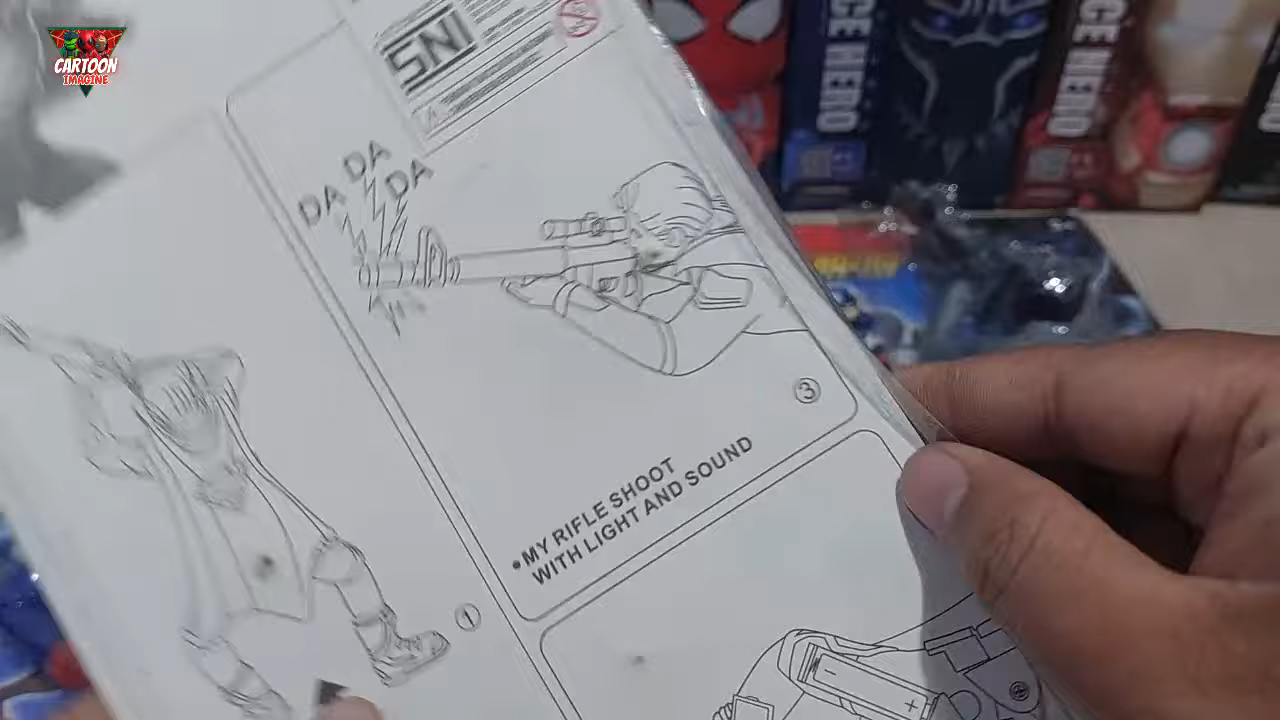 CARTOON
IMAGINE
SNI
DA DA DA
③
• MY RIFLE SHOOT
WITH LIGHT AND SOUND
①
CE HERO
CE HERO
- +